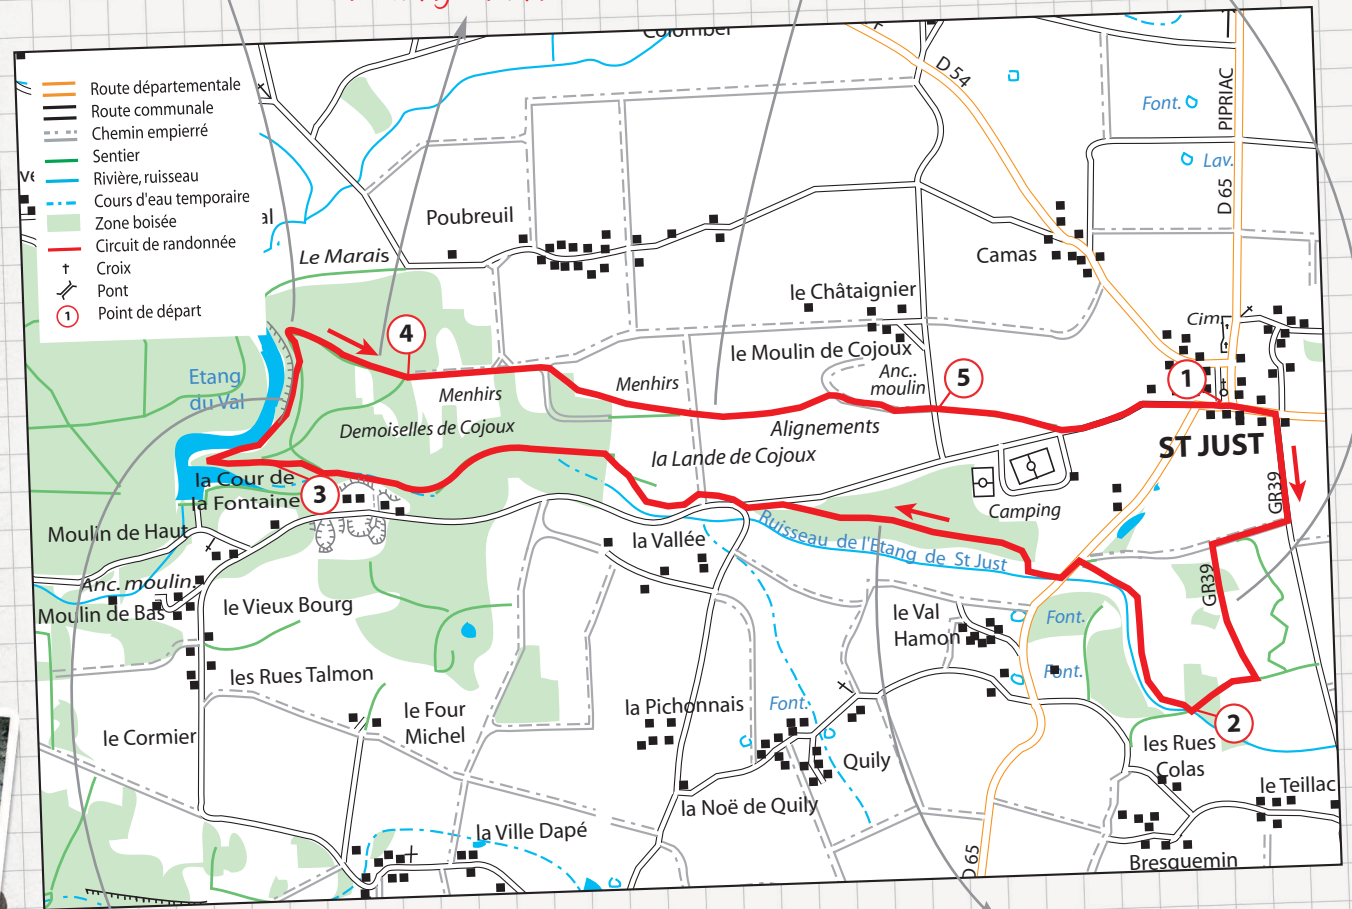 Route départementale
Route communale
Chemin empierré
Sentier
Rivière, ruisseau
Cours d'eau temporaire
Zone boisée
Circuit de randonnée
Croix
Pont
1 Point de départ
D 54
PIPRIAC
Font.
Lav.
D 65
Poubreuil
Le Marais
Camas
le Châtaignier
Cim.
le Moulin de Cojoux
Anc..
moulin
4
5
1
Etang
du Val
Menhirs
Menhirs
Demoiselles de Cojoux
Alignements
ST JUST
la Lande de Cojoux
la Cour de
la Fontaine
3
GR39
Camping
Moulin de Haut
la Vallée
Ruisseau de l'Etang de St Just
Anc. moulin
Moulin de Bas
le Vieux Bourg
GR39
le Val
Hamon
Font.
Font.
les Rues Talmon
la Pichonnais
Font.
le Four
Michel
2
le Cormier
les Rues
Colas
Quily
le Teillac
la Noë de Quily
la Ville Dapé
D 65
Bresquemin